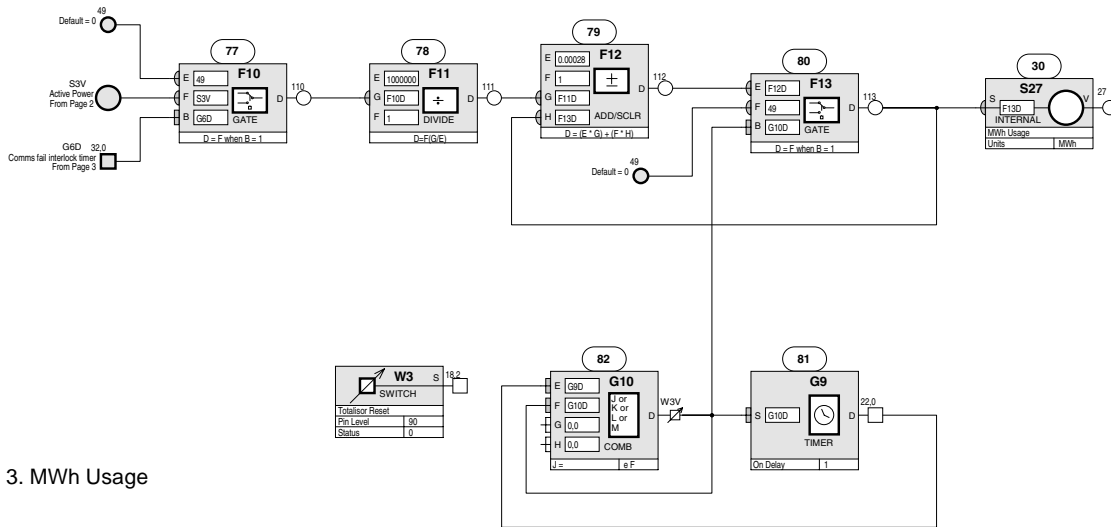 49
Default = 0
S3V
Active Power
From Page 2
G6D
32,0
Comms fail interlock timer
From Page 3
77
F10
E 49
F S3V D
B G6D
GATE
D = F when B = 1
110
78
F11
E 1000000
G F10D D
F 1
DIVIDE
D=F(G/E)
111
79
F12
E 0.00028
F 1
G F11D
D
H F13D
ADD/SCLR
D = (E * G) + (F * H)
112
49
Default = 0
80
F13
E F12D
F 49 D
B G10D
GATE
D = F when B = 1
113
30
S27
S V
F13D
INTERNAL
MWh Usage
Units MWh
27
W3 S
SWITCH
18,2
Totalisor Reset
Pin Level 90
Status 0
82
G10
E G9D
F G10D
G 0,0
H 0,0
J or
K or
L or
M
D
COMB
J = e F
W3V
81
G9
S G10D D
TIMER
On Delay 1
22,0
3. MWh Usage